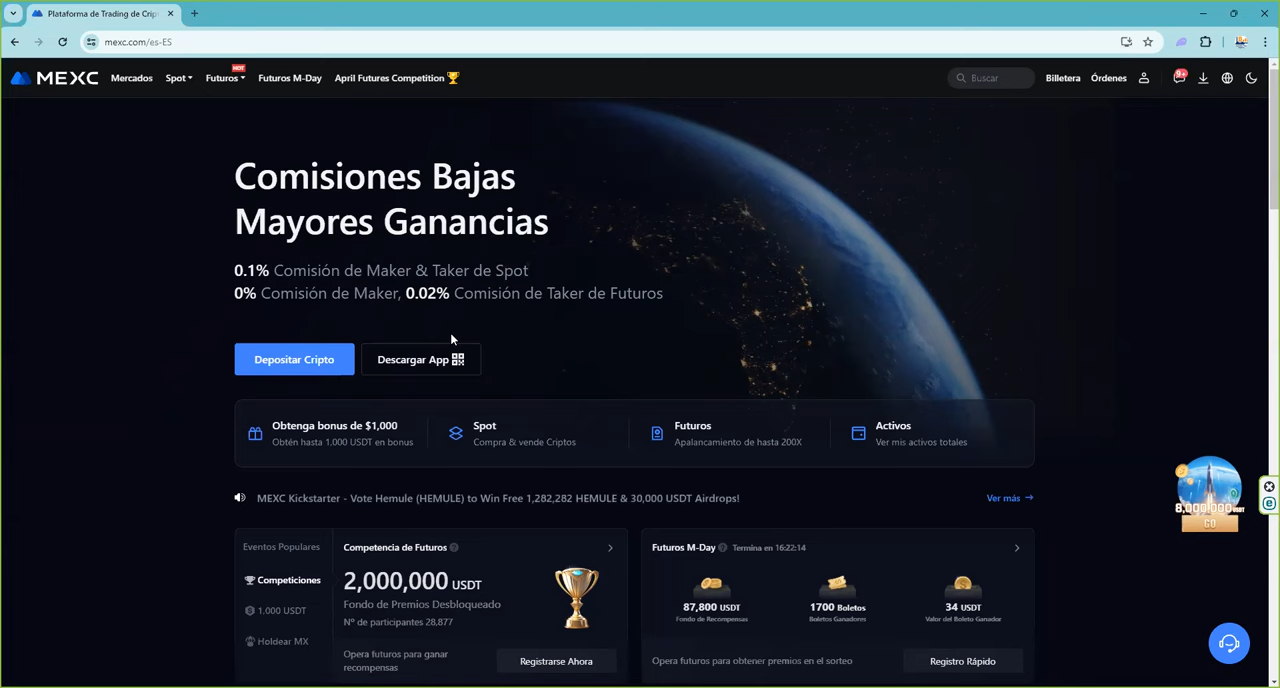 Plataforma de Trading de Crip
mexc.com/es-ES
MEXC Mercados Spot Futuros HOT Futuros M-Day April Futures Competition Buscar Billetera Órdenes 9+
Comisiones Bajas
Mayores Ganancias
0.1% Comisión de Maker & Taker de Spot
0% Comisión de Maker, 0.02% Comisión de Taker de Futuros
Depositar Cripto Descargar App
Obtenga bonus de $1,000
Obtén hasta 1,000 USDT en bonus
Spot
Compra & vende Criptos
Futuros
Apalancamiento de hasta 200X
Activos
Ver mis activos totales
8,000,000 USDT
GO
MEXC Kickstarter - Vote Hemule (HEMULE) to Win Free 1,282,282 HEMULE & 30,000 USDT Airdrops!
Ver más
Eventos Populares
Competiciones
1,000 USDT
Holdear MX
Competencia de Futuros
2,000,000 USDT
Fondo de Premios Desbloqueado
Nº de participantes 28,877
Opera futuros para ganar
recompensas
Registrarse Ahora
Futuros M-Day Termina en 16:22:14
87,800 USDT
Fondo de Recompensas
1700 Boletos
Boletos Ganadores
34 USDT
Valor del Boleto Ganador
Opera futuros para obtener premios en el sorteo
Registro Rápido